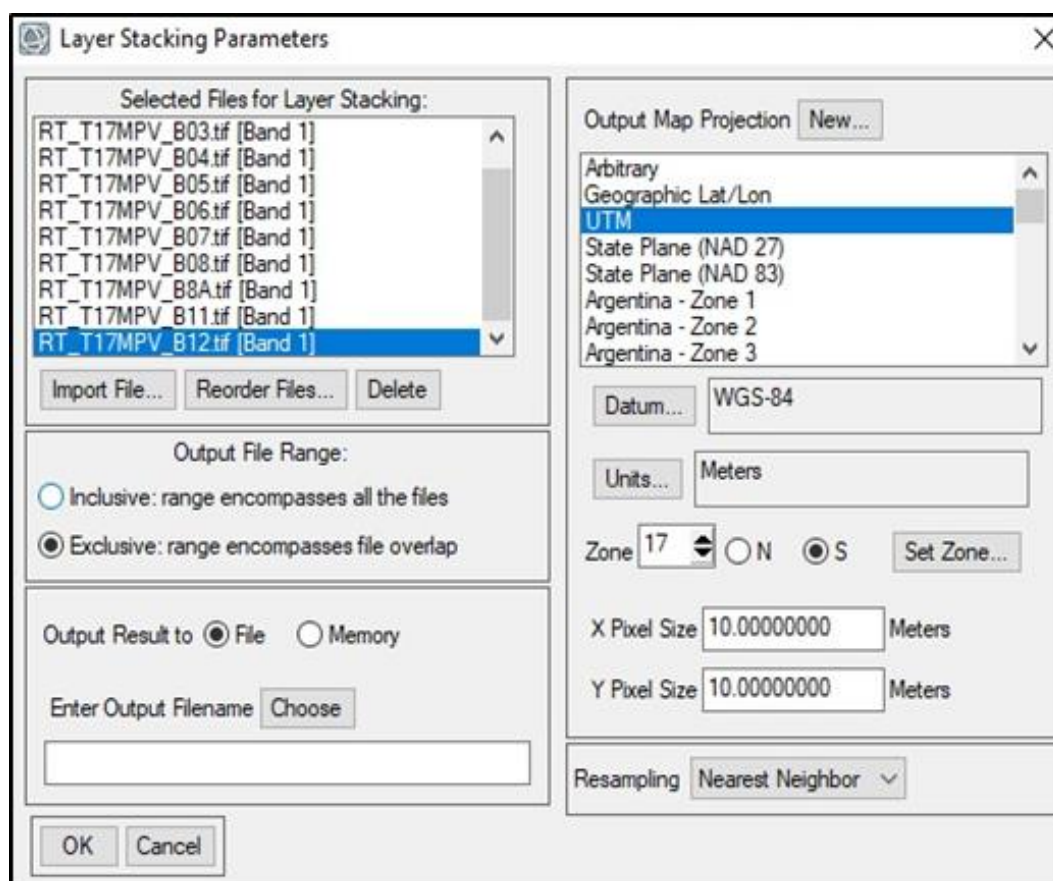 Layer Stacking Parameters
Selected Files for Layer Stacking:
RT_T17MPV_B03.tif [Band 1]
RT_T17MPV_B04.tif [Band 1]
RT_T17MPV_B05.tif [Band 1]
RT_T17MPV_B06.tif [Band 1]
RT_T17MPV_B07.tif [Band 1]
RT_T17MPV_B08.tif [Band 1]
RT_T17MPV_B8A.tif [Band 1]
RT_T17MPV_B11.tif [Band 1]
RT_T17MPV_B12.tif [Band 1]
Import File... Reorder Files... Delete
Output File Range:
Inclusive: range encompasses all the files
Exclusive: range encompasses file overlap
Output Result to File Memory
Enter Output Filename Choose
OK Cancel
Output Map Projection New...
Arbitrary
Geographic Lat/Lon
UTM
State Plane (NAD 27)
State Plane (NAD 83)
Argentina - Zone 1
Argentina - Zone 2
Argentina - Zone 3
Datum... WGS-84
Units... Meters
Zone 17 N S Set Zone...
X Pixel Size 10.00000000 Meters
Y Pixel Size 10.00000000 Meters
Resampling Nearest Neighbor